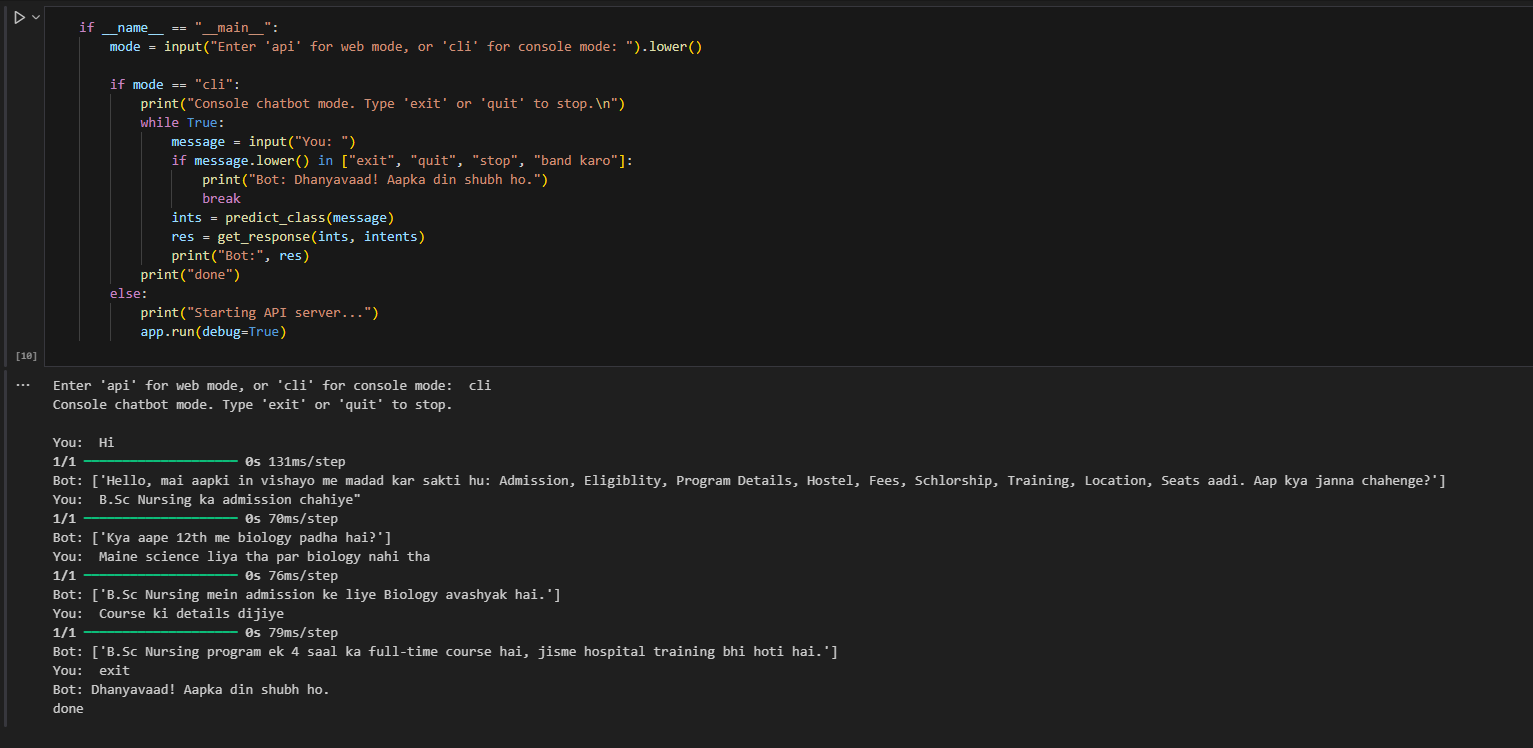 if __name__ == "__main__":
    mode = input("Enter 'api' for web mode, or 'cli' for console mode: ").lower()
    if mode == "cli":
        print("Console chatbot mode. Type 'exit' or 'quit' to stop.\n")
        while True:
            message = input("You: ")
            if message.lower() in ["exit", "quit", "stop", "band karo"]:
                print("Bot: Dhanyavaad! Aapka din shubh ho.")
                break
            ints = predict_class(message)
            res = get_response(ints, intents)
            print("Bot:", res)
        print("done")
    else:
        print("Starting API server...")
        app.run(debug=True)
[10]
... Enter 'api' for web mode, or 'cli' for console mode:  cli
Console chatbot mode. Type 'exit' or 'quit' to stop.
You:  Hi
1/1 0s 131ms/step
Bot: ['Hello, mai aapki in vishayo me madad kar sakti hu: Admission, Eligiblity, Program Details, Hostel, Fees, Schlorship, Training, Location, Seats aadi. Aap kya janna chahenge?']
You:  B.Sc Nursing ka admission chahiye"
1/1 0s 70ms/step
Bot: ['Kya aape 12th me biology padha hai?']
You:  Maine science liya tha par biology nahi tha
1/1 0s 76ms/step
Bot: ['B.Sc Nursing mein admission ke liye Biology avashyak hai.']
You:  Course ki details dijiye
1/1 0s 79ms/step
Bot: ['B.Sc Nursing program ek 4 saal ka full-time course hai, jisme hospital training bhi hoti hai.']
You:  exit
Bot: Dhanyavaad! Aapka din shubh ho.
done